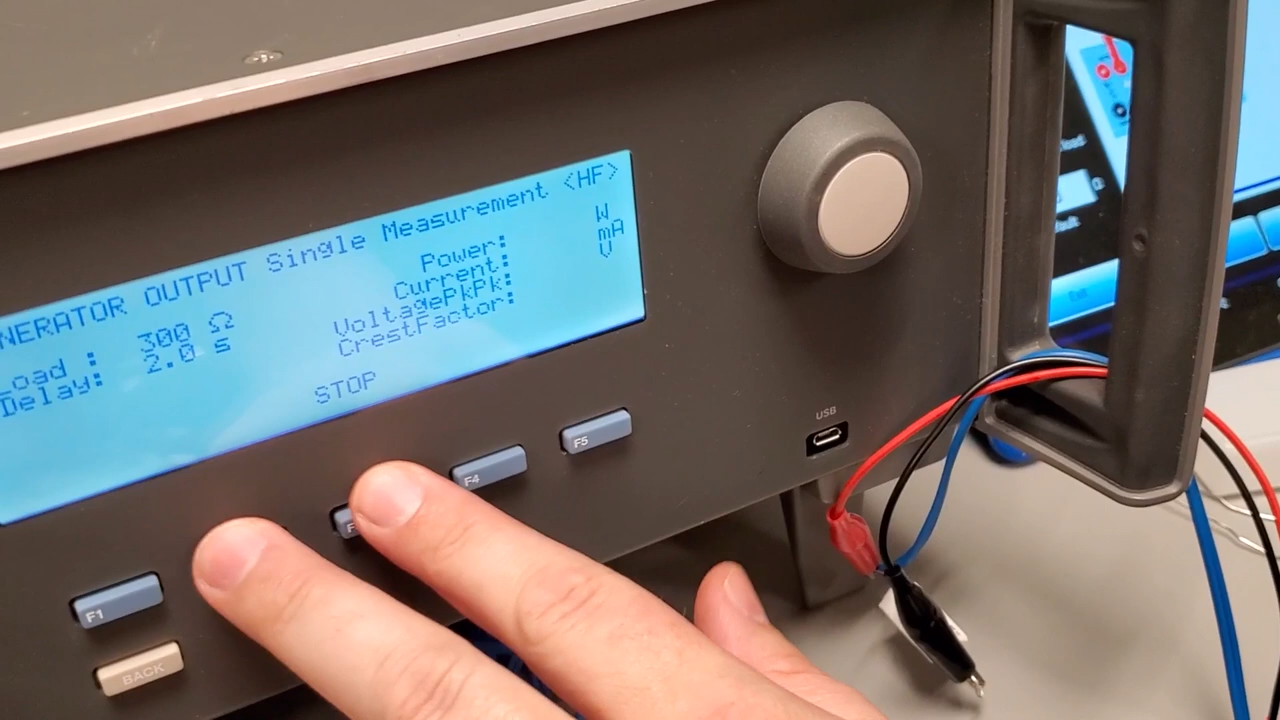 NERATOR OUTPUT Single Measurement <HF>
Load : 300 Ω Power: W
Delay: 2.0 s Current: mA
VoltagePkPk: V
CrestFactor:
STOP
F5
F4
F
F1
BACK
USB
Exit